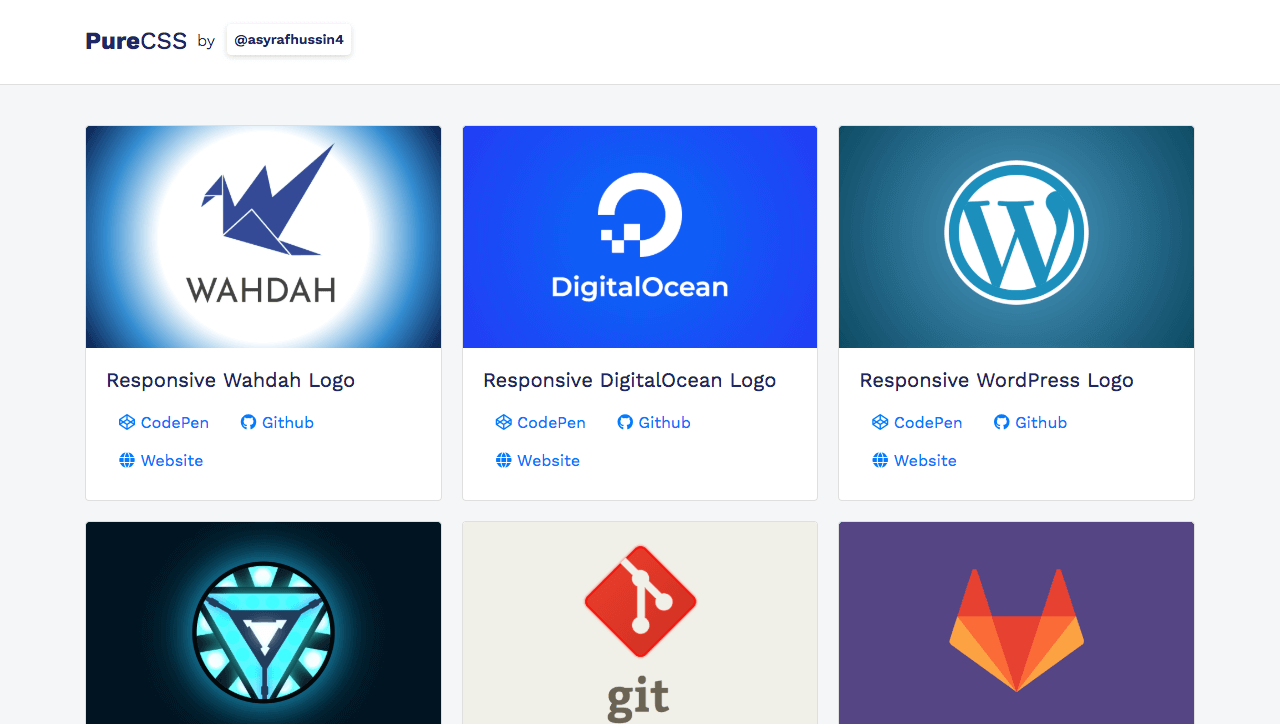 PureCSS by @asyrafhussin4
WAHDAH
DigitalOcean
W
Responsive Wahdah Logo
CodePen Github
Website
Responsive DigitalOcean Logo
CodePen Github
Website
Responsive WordPress Logo
CodePen Github
Website
git